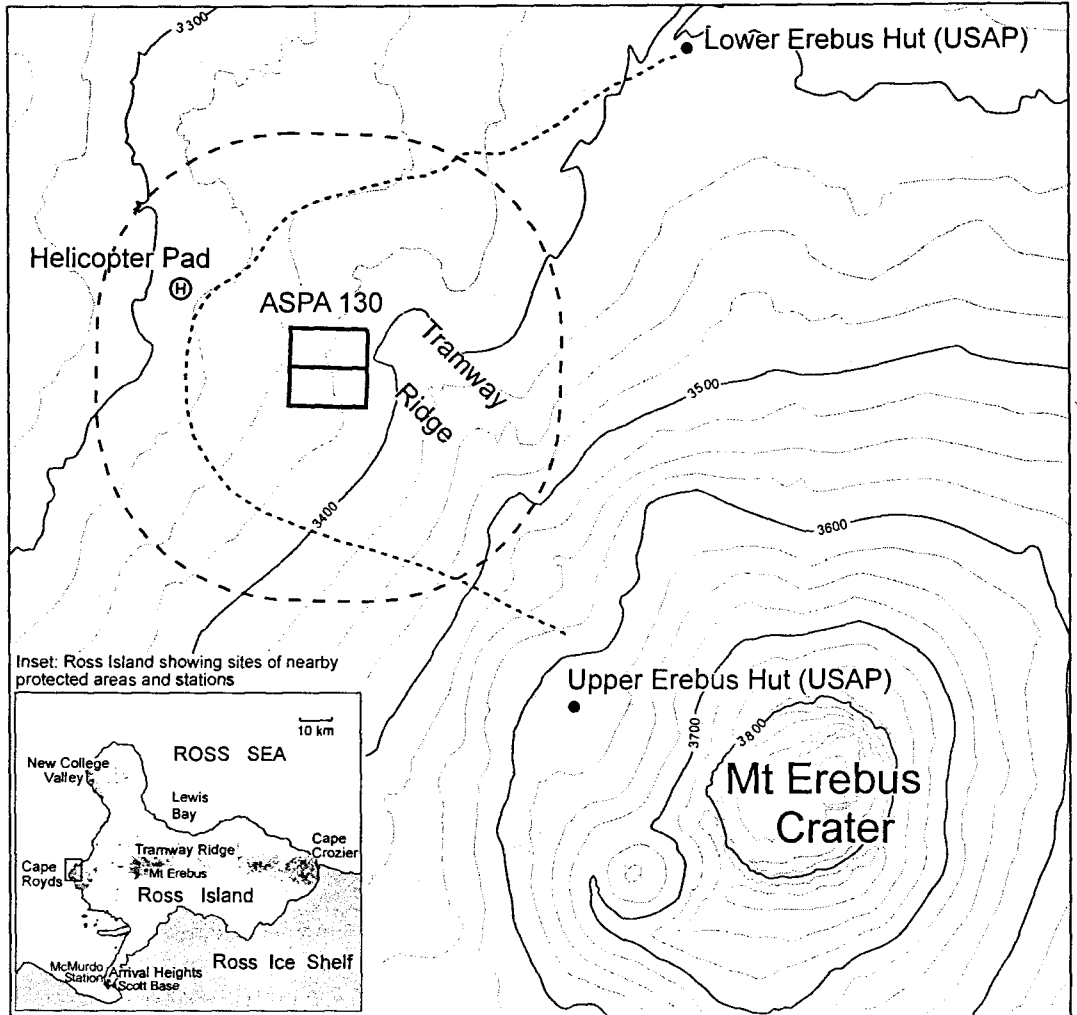 3300
Lower Erebus Hut (USAP)
Helicopter Pad
H
ASPA 130
Tramway
Ridge
3500
3400
3600
Inset: Ross Island showing sites of nearby
protected areas and stations
Upper Erebus Hut (USAP)
3700
3800
Mt Erebus
Crater
10 km
ROSS SEA
New College
Valley
Lewis
Bay
Tramway Ridge
Cape
Crozier
Cape
Royds
Mt Erebus
Ross Island
Ross Ice Shelf
McMurdo
Station
Arrival Heights
Scott Base